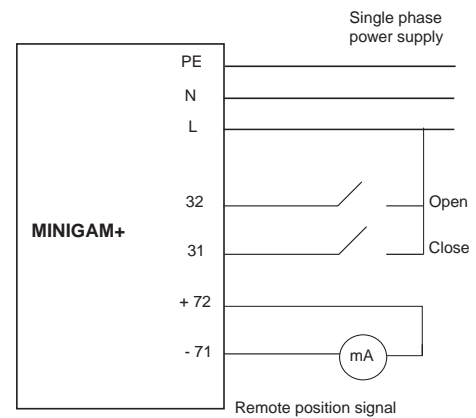 Single phase
power supply
PE
N
L
32
Open
MINIGAM+
31
Close
+ 72
- 71
mA
Remote position signal